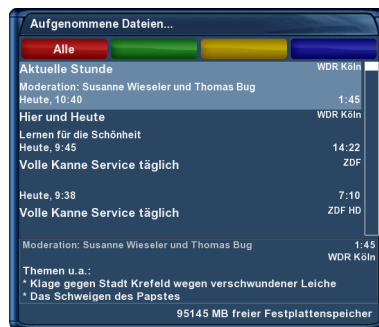 Aufgenommene Dateien...
Alle
Aktuelle Stunde WDR Köln
Moderation: Susanne Wieseler und Thomas Bug
Heute, 10:40 1:45
Hier und Heute WDR Köln
Lernen für die Schönheit
Heute, 9:45 14:22
Volle Kanne Service täglich ZDF
Heute, 9:38 7:10
Volle Kanne Service täglich ZDF HD
Moderation: Susanne Wieseler und Thomas Bug 1:45
WDR Köln
Themen u.a.:
* Klage gegen Stadt Krefeld wegen verschwundener Leiche
* Das Schweigen des Papstes
95145 MB freier Festplattenspeicher